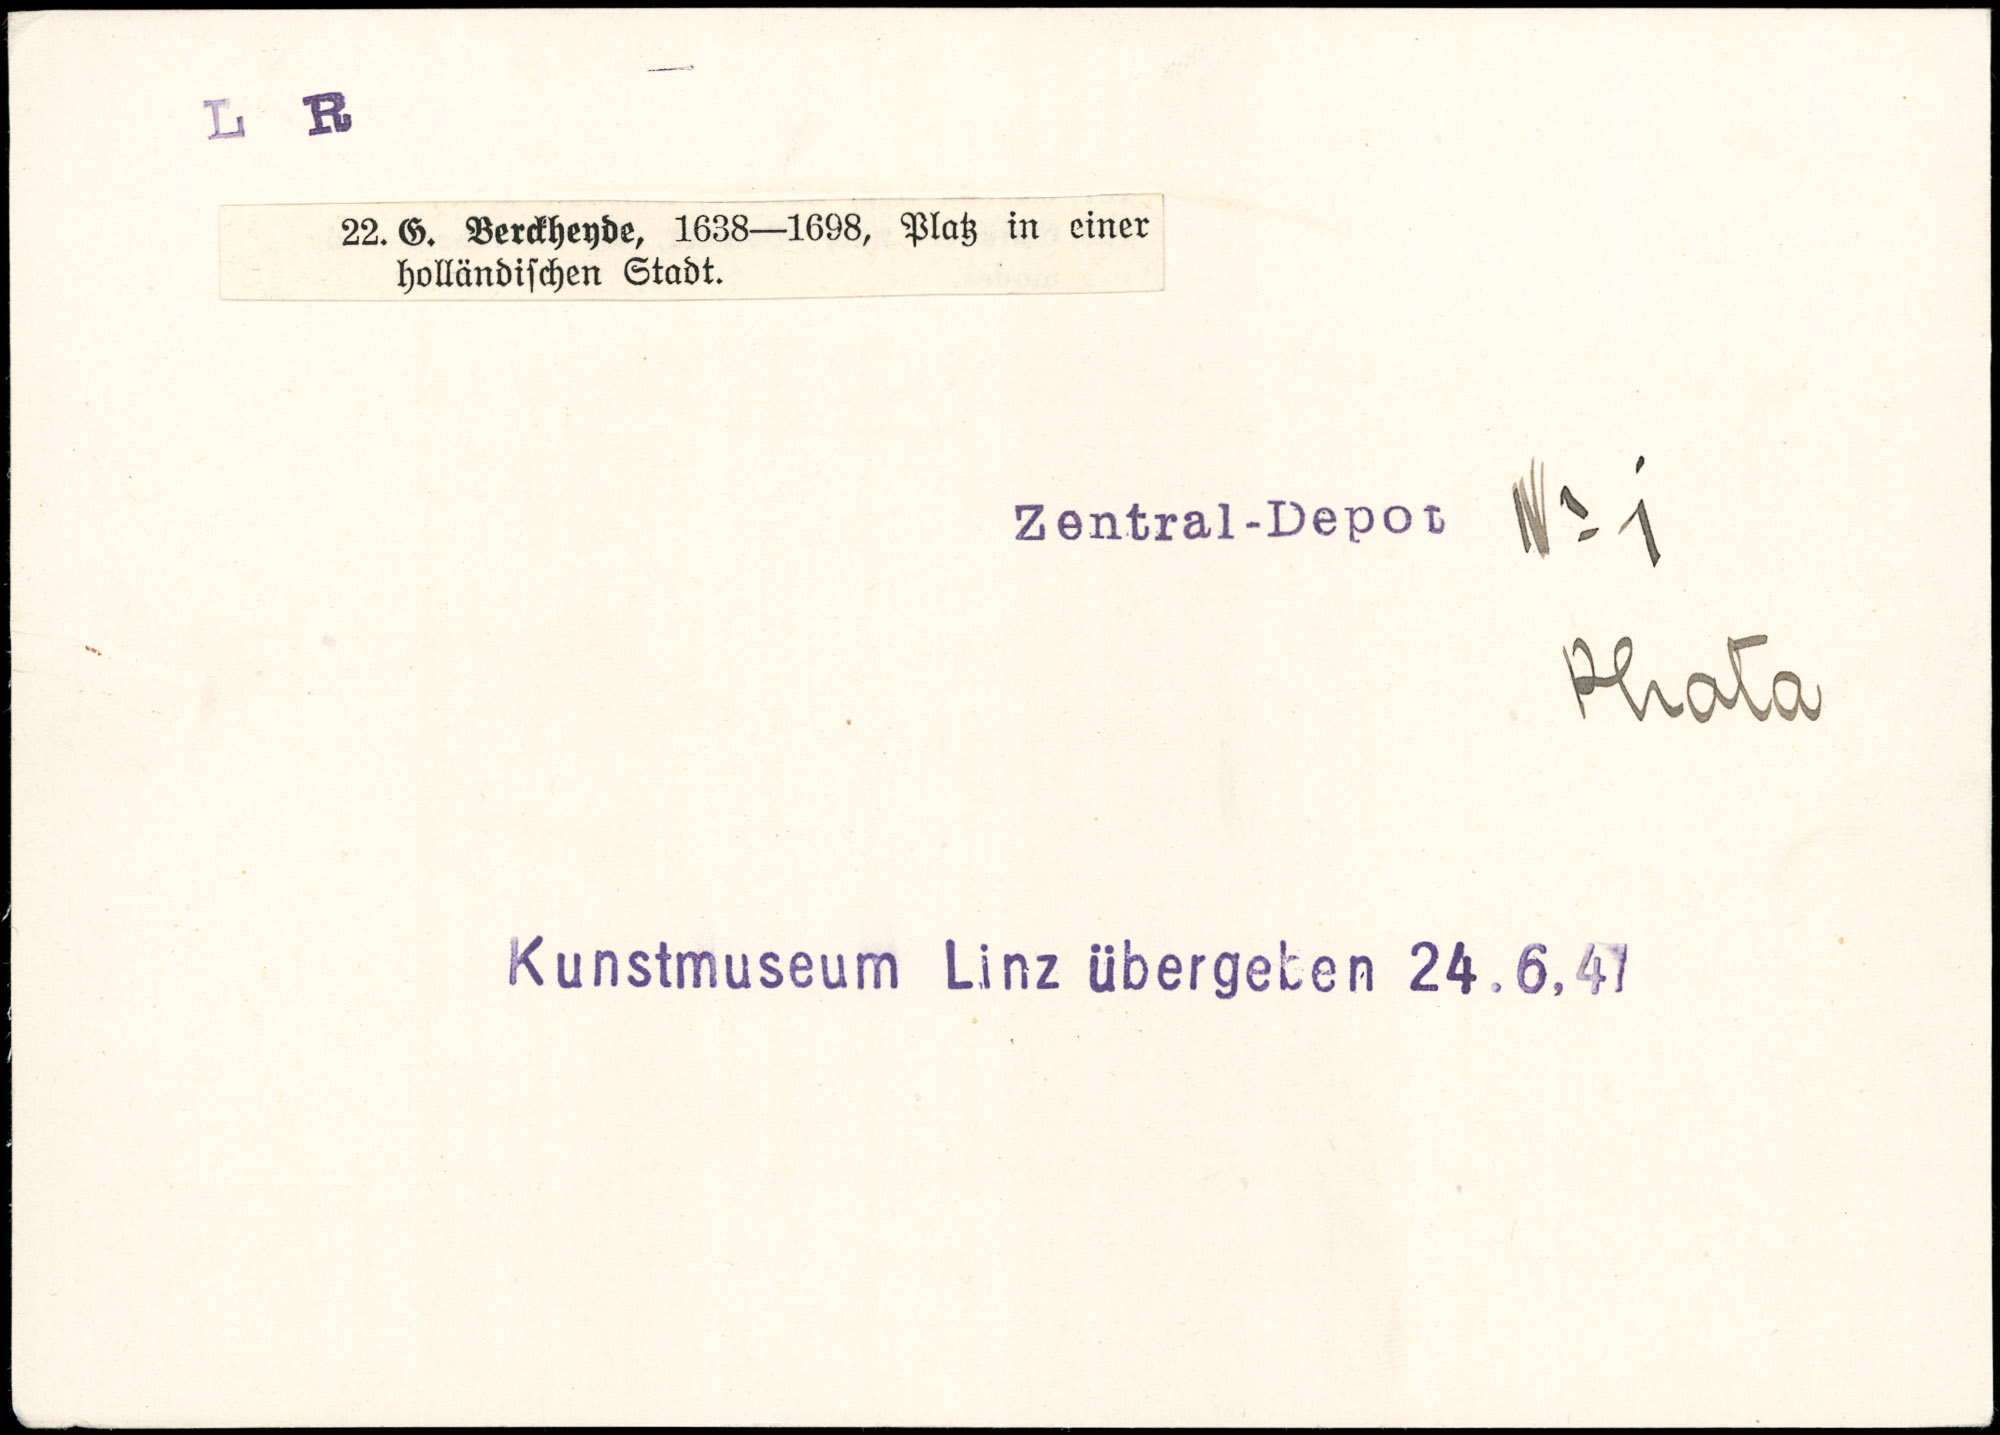 L R
22. G. Berckheyde, 1638—1698, Platz in einer
holländischen Stadt.
Zentral-Depot Nº 1
Photo
Kunstmuseum Linz übergeben 24.6.41